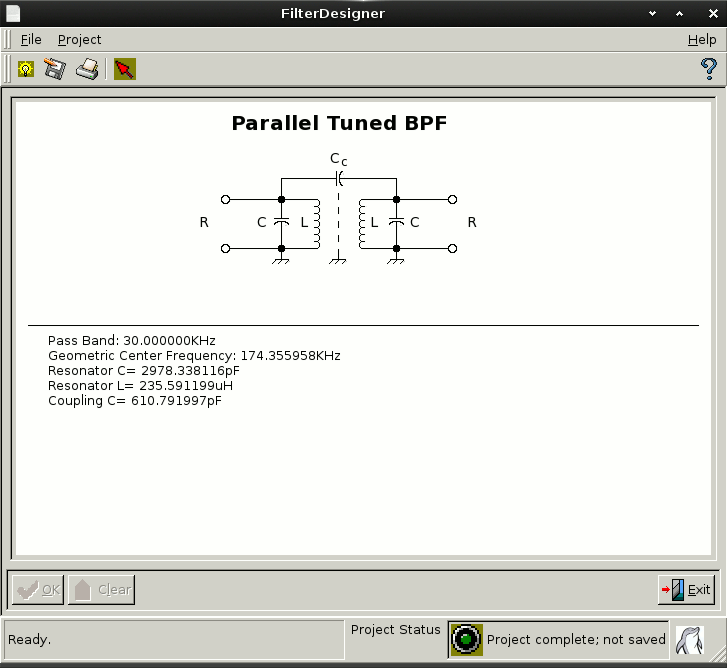 FilterDesigner
File Project Help
Parallel Tuned BPF
Cc
R C L L C R
Pass Band: 30.000000KHz
Geometric Center Frequency: 174.355958KHz
Resonator C= 2978.338116pF
Resonator L= 235.591199uH
Coupling C= 610.791997pF
OK Clear Exit
Ready. Project Status Project complete; not saved